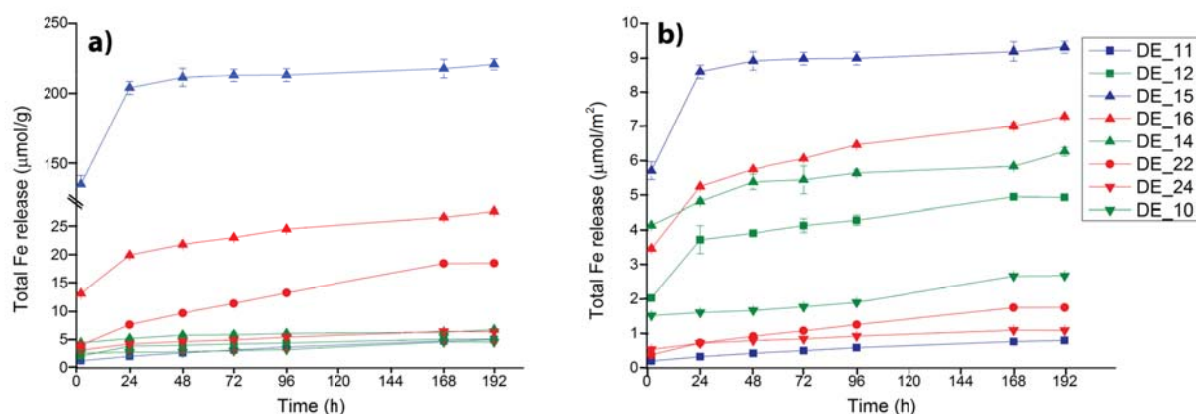 a)
Total Fe release (μmol/g)
250
200
150
25
20
15
10
5
0
0 24 48 72 96 120 144 168 192
Time (h)
b)
Total Fe release (μmol/m²)
10
9
8
7
6
5
4
3
2
1
0
0 24 48 72 96 120 144 168 192
Time (h)
DE_11
DE_12
DE_15
DE_16
DE_14
DE_22
DE_24
DE_10